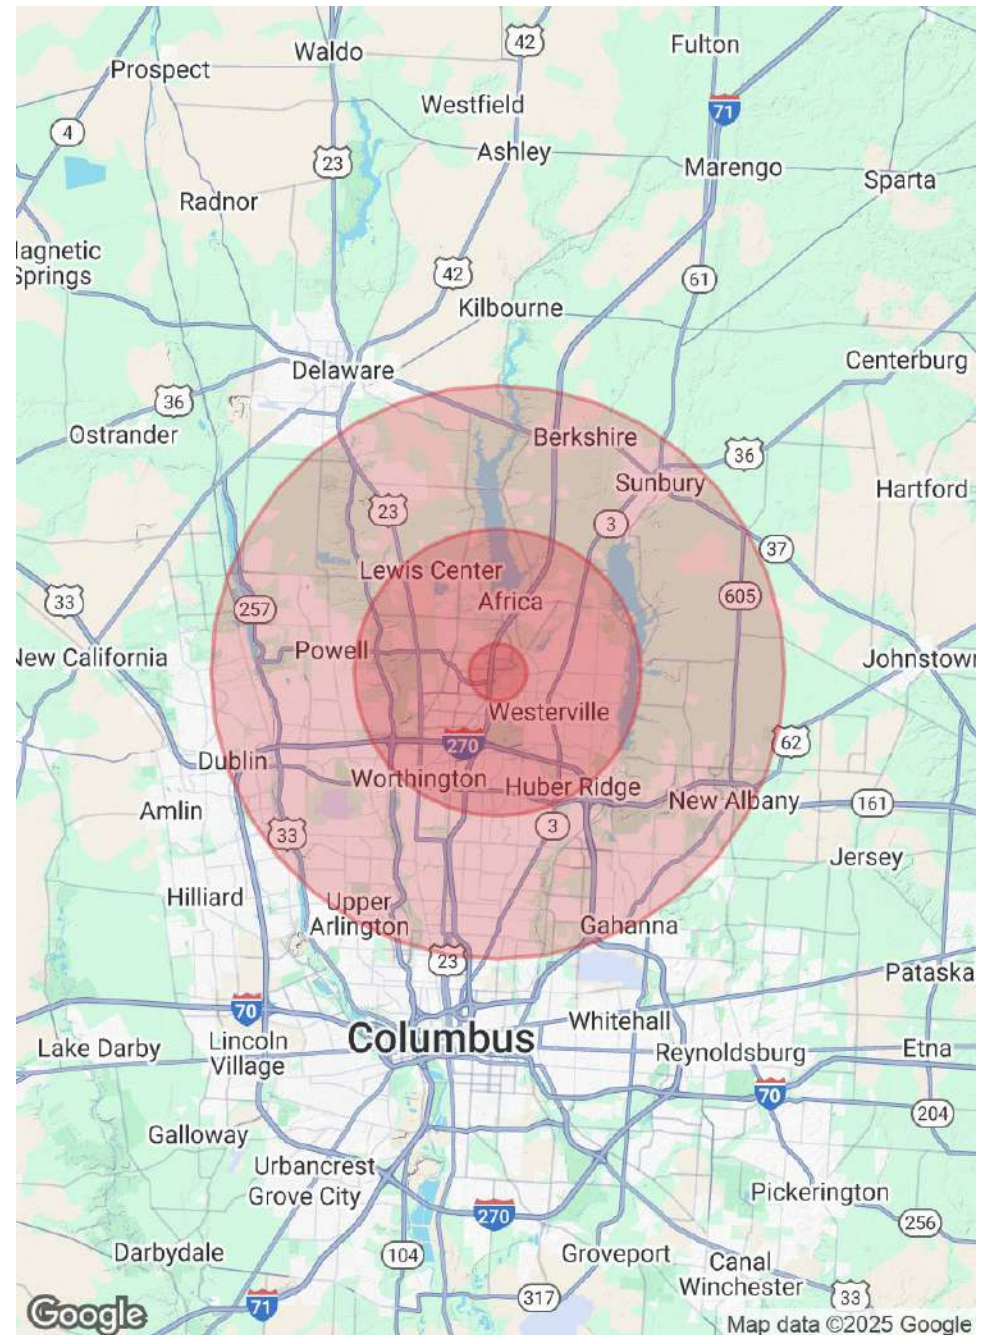 42
Fulton
Waldo
Prospect
71
Westfield
4
Ashley
23
Marengo
Sparta
Radnor
Magnetic
Springs
42
61
Kilbourne
Centerburg
Delaware
36
Ostrander
Berkshire
36
Sunbury
Hartford
23
3
37
Lewis Center
33
257
Africa
605
New California
Powell
Johnstown
Westerville
270
62
Dublin
Worthington
Huber Ridge
New Albany
161
Amlin
33
3
Jersey
Hilliard
Upper
Arlington
Gahanna
23
Pataska
70
Columbus
Whitehall
Lake Darby
Lincoln
Village
Reynoldsburg
Etna
70
204
Galloway
Urbancrest
Grove City
270
Pickerington
256
Darbydale
104
Groveport
Canal
Winchester
71
317
33
Google
Map data ©2025 Google